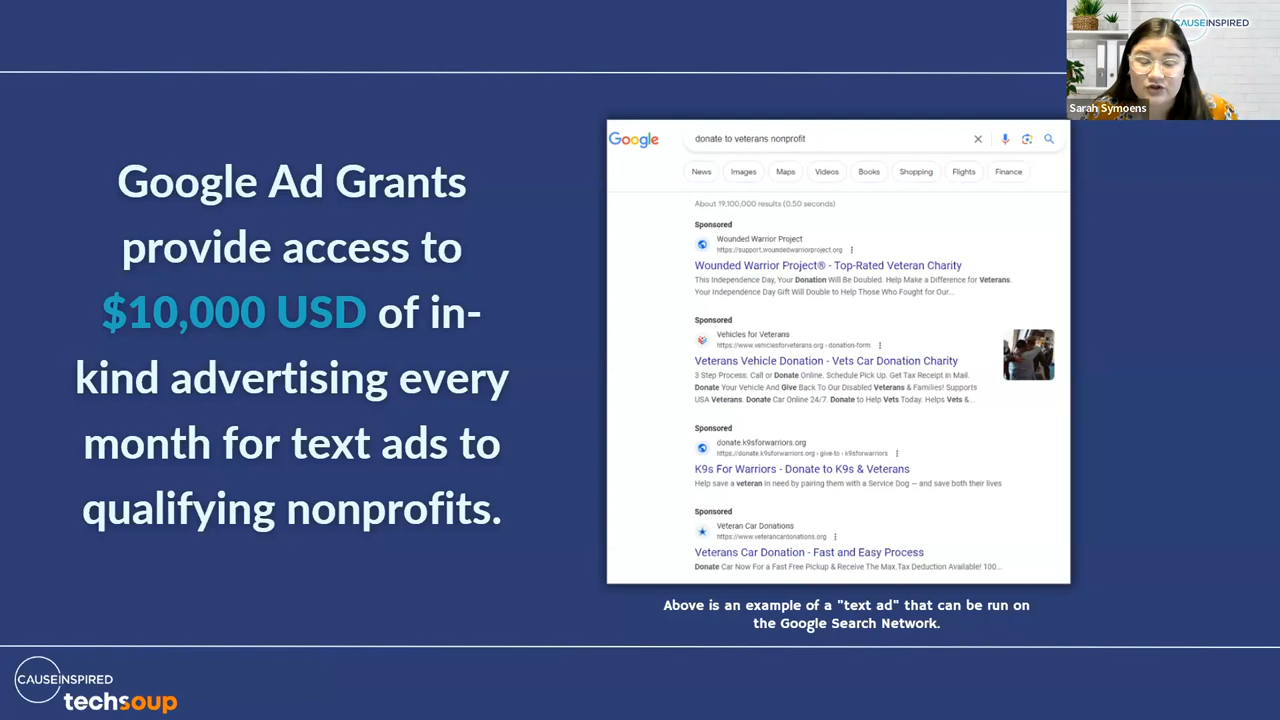 CAUSEINSPIRED
Sarah Symoens
Google Ad Grants
provide access to
$10,000 USD of in-
kind advertising every
month for text ads to
qualifying nonprofits.
Google
donate to veterans nonprofit
News Images Maps Videos Books Shopping Flights Finance
About 19,100,000 results (0.50 seconds)
Sponsored
Wounded Warrior Project
https://support.woundedwarriorproject.org
Wounded Warrior Project® - Top-Rated Veteran Charity
This Independence Day, Your Donation Will Be Doubled. Help Make a Difference for Veterans.
Your Independence Day Gift Will Double to Help Those Who Fought for Our...
Sponsored
Vehicles for Veterans
https://www.vehiclesforveterans.org › donation-form
Veterans Vehicle Donation - Vets Car Donation Charity
3 Step Process. Call or Donate Online. Schedule Pick Up. Get Tax Receipt in Mail.
Donate Your Vehicle And Give Back To Our Disabled Veterans & Families! Supports
USA Veterans. Donate Car Online 24/7. Donate to Help Vets Today. Helps Vets &...
Sponsored
donate.k9sforwarriors.org
https://donate.k9sforwarriors.org › give-to › k9sforwarriors
K9s For Warriors - Donate to K9s & Veterans
Help save a veteran in need by pairing them with a Service Dog — and save both their lives
Sponsored
Veteran Car Donations
https://www.veterancardonations.org
Veterans Car Donation - Fast and Easy Process
Donate Car Now For a Fast Free Pickup & Receive The Max.Tax Deduction Available! 100...
Above is an example of a "text ad" that can be run on
the Google Search Network.
CAUSEINSPIRED
techsoup